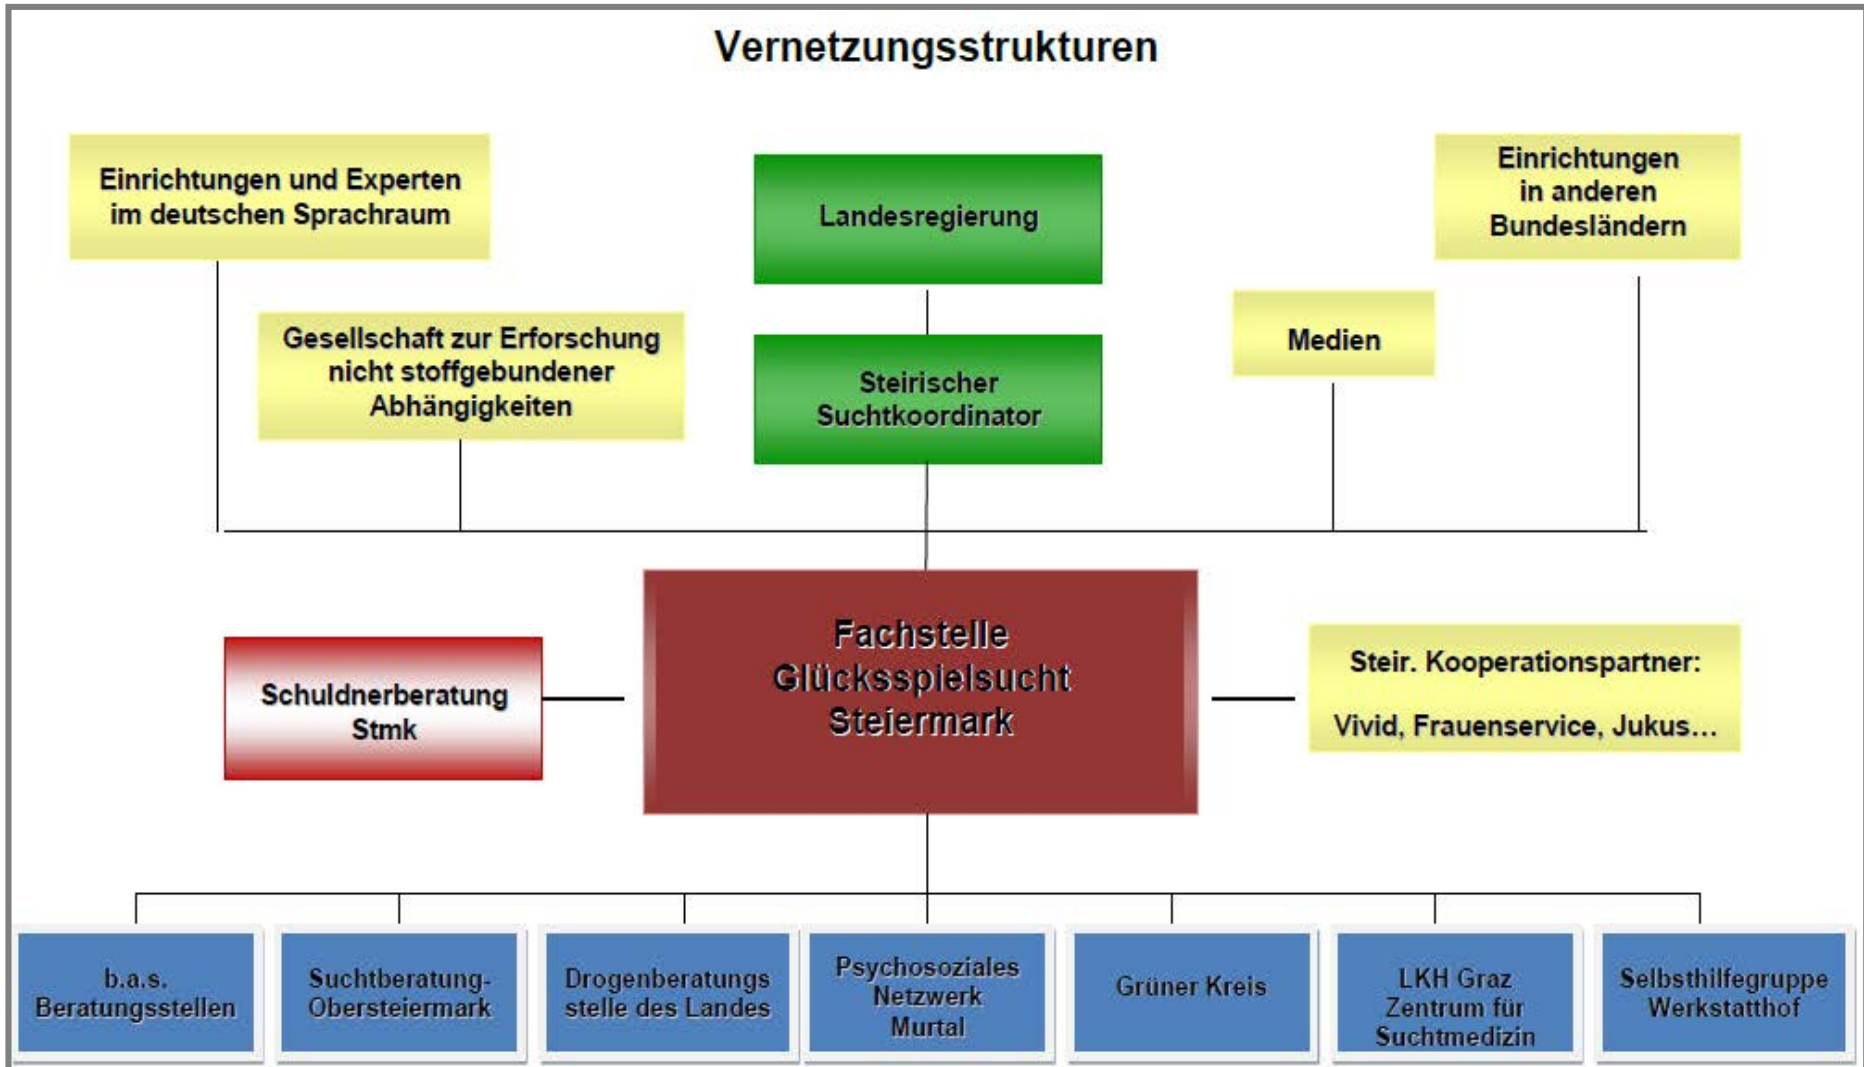 Vernetzungsstrukturen
Einrichtungen und Experten
im deutschen Sprachraum
Landesregierung
Einrichtungen
in anderen
Bundesländern
Gesellschaft zur Erforschung
nicht stoffgebundener
Abhängigkeiten
Steirischer
Suchtkoordinator
Medien
Schuldnerberatung
Stmk
Fachstelle
Glücksspielsucht
Steiermark
Steir. Kooperationspartner:
Vivid, Frauenservice, Jukus...
b.a.s.
Beratungsstellen
Suchtberatung-
Obersteiermark
Drogenberatungs
stelle des Landes
Psychosoziales
Netzwerk
Murtal
Grüner Kreis
LKH Graz
Zentrum für
Suchtmedizin
Selbsthilfegruppe
Werkstatthof